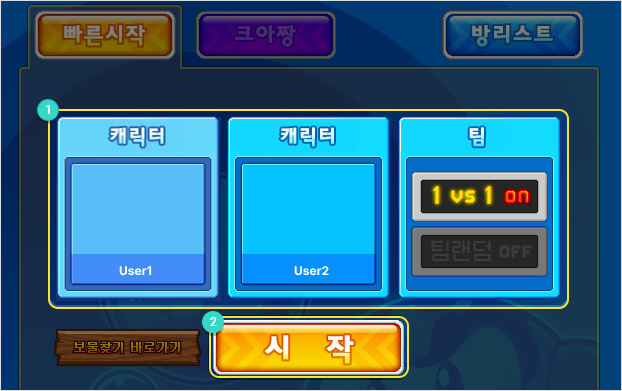 빠른시작
크아짱
방리스트
1
캐릭터
캐릭터
팀
1 vs 1 on
User1
User2
팀랜덤 OFF
2
보물찾기 바로가기
시 작